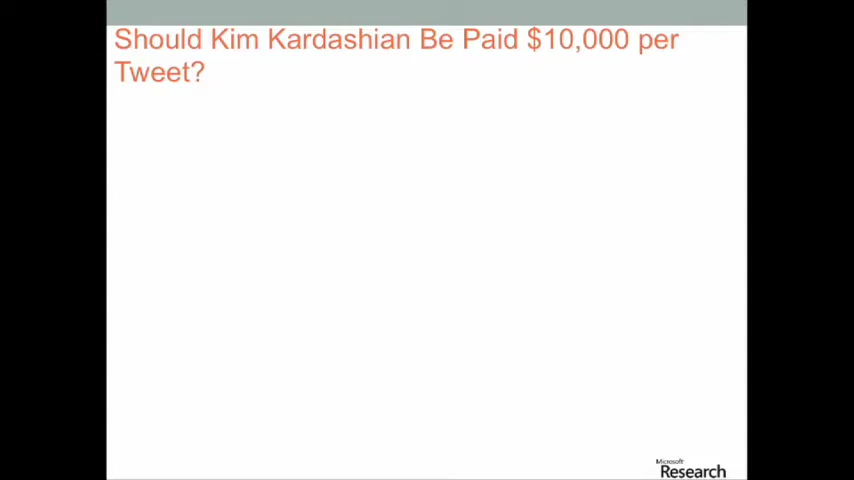 Should Kim Kardashian Be Paid $10,000 per
Tweet?
Microsoft
Research